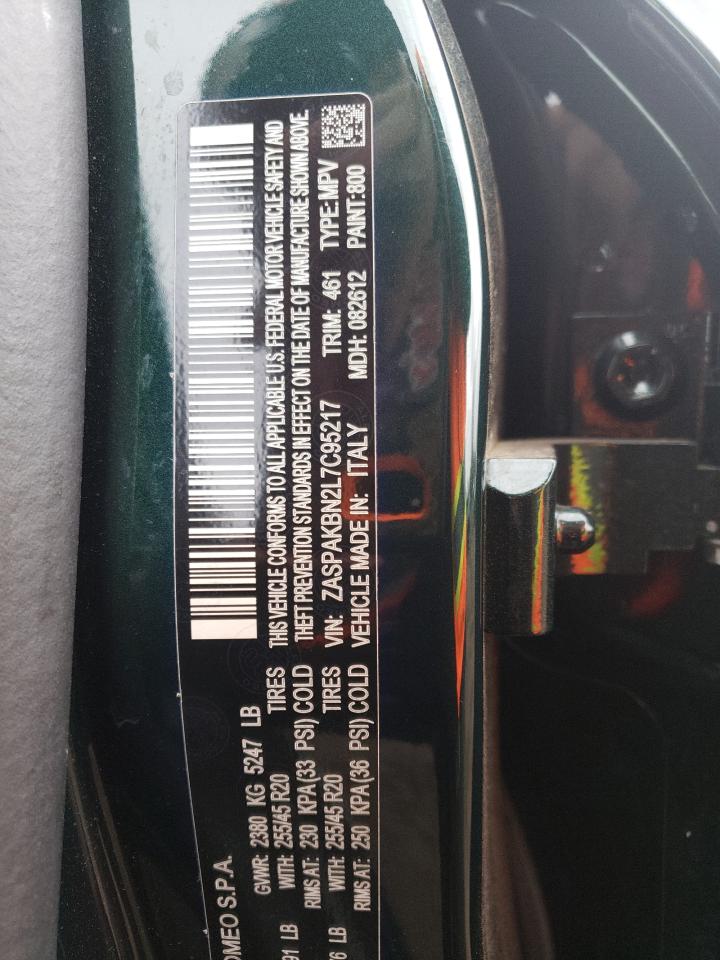 OMEO S.P.A.
GVWR: 2380 KG 5247 LB
WITH: 255/45 R20 TIRES
RIMS AT: 230 KPA(33 PSI) COLD
91 LB
WITH: 255/45 R20 TIRES
RIMS AT: 250 KPA(36 PSI) COLD
6 LB
THIS VEHICLE CONFORMS TO ALL APPLICABLE U.S. FEDERAL MOTOR VEHICLE SAFETY AND
THEFT PREVENTION STANDARDS IN EFFECT ON THE DATE OF MANUFACTURE SHOWN ABOVE.
VIN: ZASPAKBN2L7C95217 TRIM: 461 TYPE:MPV
VEHICLE MADE IN: ITALY MDH: 082612 PAINT:800